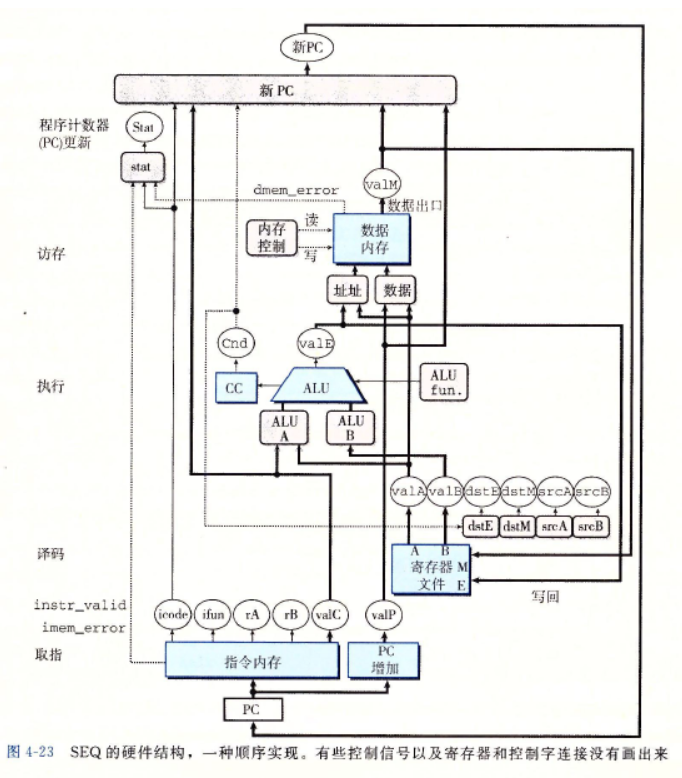 新PC
新 PC
程序计数器
(PC)更新
Stat
stat
dmem_error
valM
数据出口
访存
内存
控制
读
写
数据
内存
址址
数据
Cnd
valE
执行
CC
ALU
ALU
fun.
ALU
A
ALU
B
valA
valB
dstE
dstM
srcA
srcB
dstE
dstM
srcA
srcB
译码
A
B
寄存器
文件
M
E
写回
instr_valid
imem_error
icode
ifun
rA
rB
valC
valP
取指
指令内存
PC
增加
PC
图 4-23 SEQ 的硬件结构，一种顺序实现。有些控制信号以及寄存器和控制字连接没有画出来